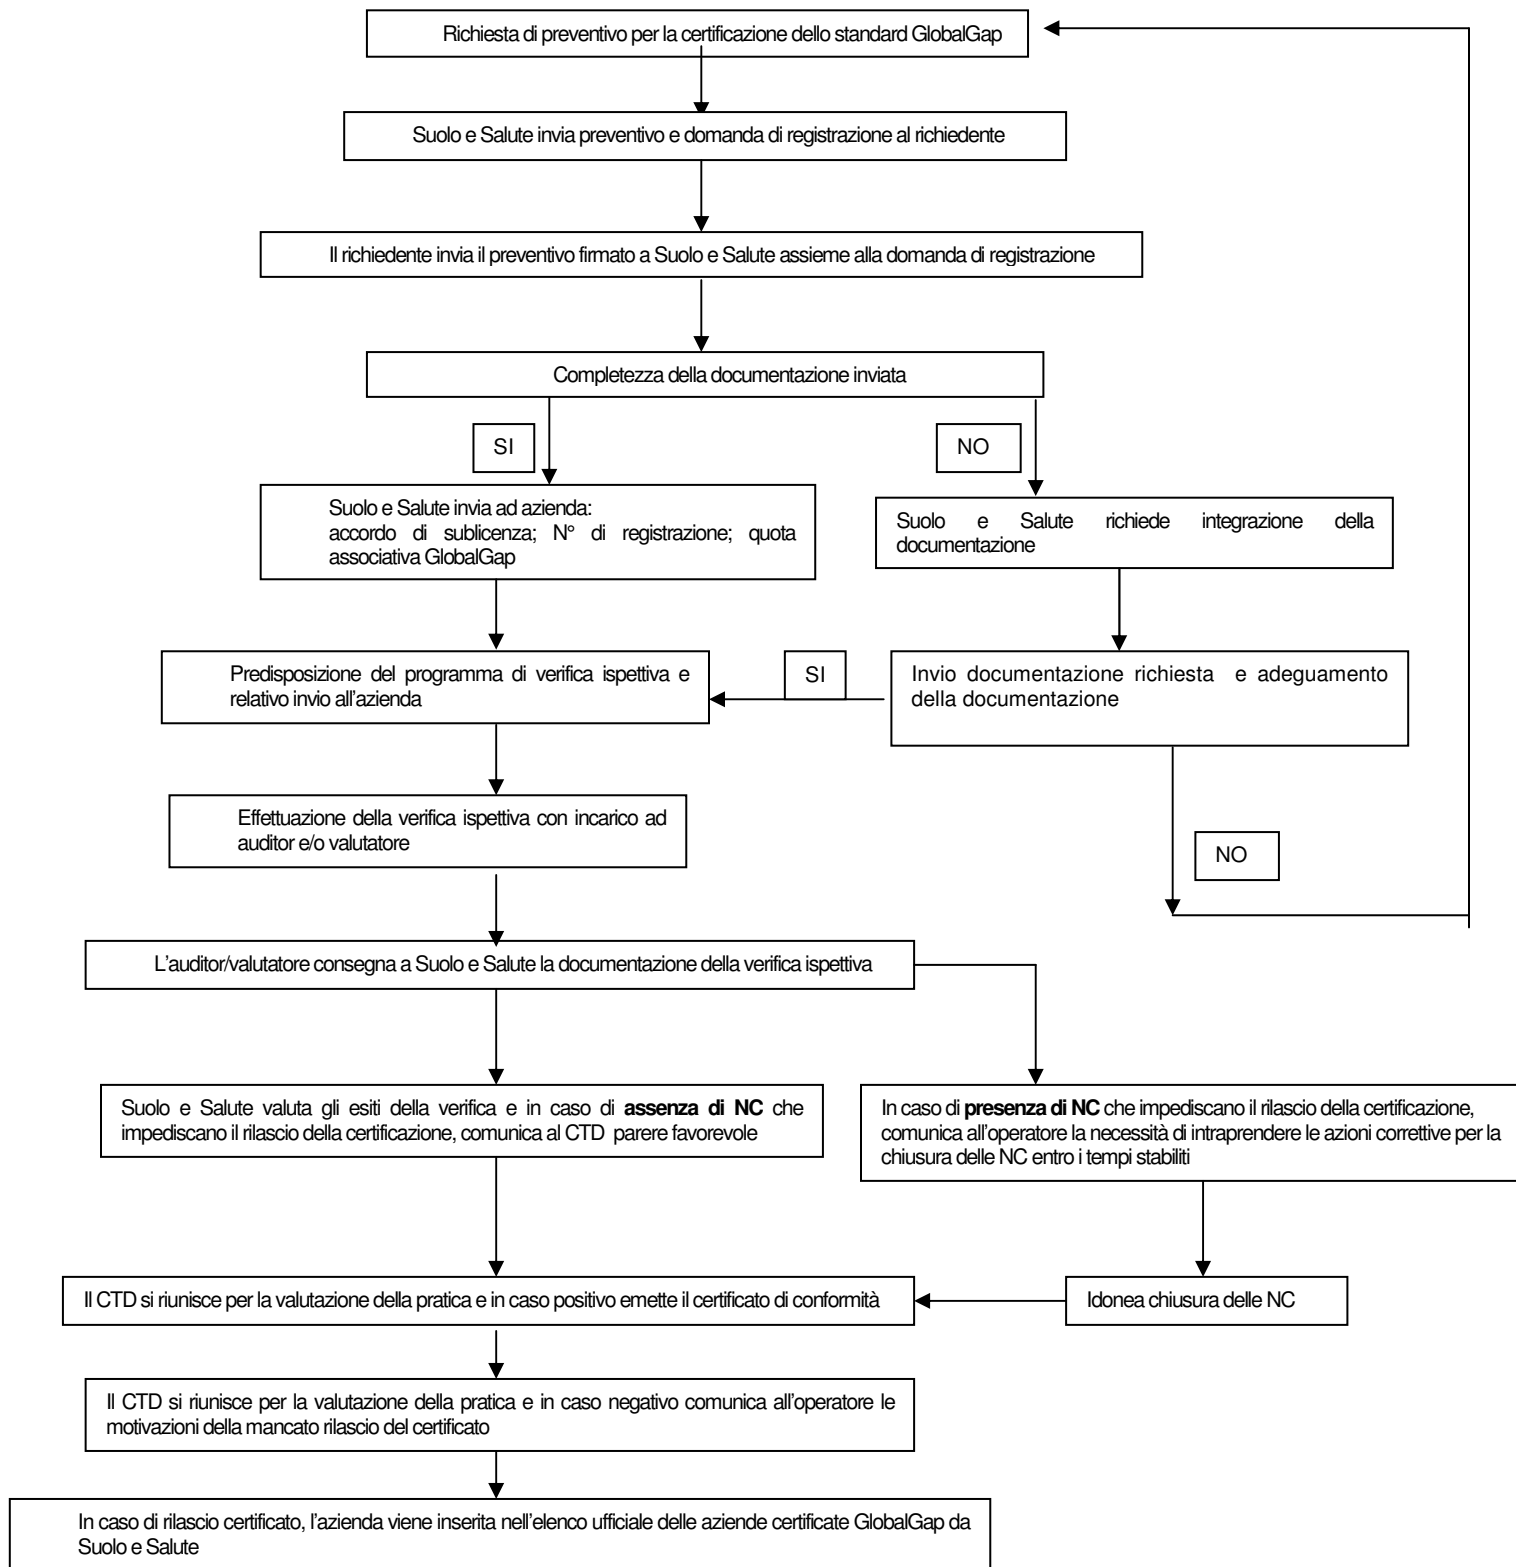 Richiesta di preventivo per la certificazione dello standard GlobalGap
Suolo e Salute invia preventivo e domanda di registrazione al richiedente
Il richiedente invia il preventivo firmato a Suolo e Salute assieme alla domanda di registrazione
Completezza della documentazione inviata
SI
NO
Suolo e Salute invia ad azienda:
accordo di sublicenza; N° di registrazione; quota
associativa GlobalGap
Suolo e Salute richiede integrazione della
documentazione
Predisposizione del programma di verifica ispettiva e
relativo invio all'azienda
SI
Invio documentazione richiesta e adeguamento
della documentazione
Effettuazione della verifica ispettiva con incarico ad
auditor e/o valutatore
NO
L'auditor/valutatore consegna a Suolo e Salute la documentazione della verifica ispettiva
Suolo e Salute valuta gli esiti della verifica e in caso di assenza di NC che
impediscano il rilascio della certificazione, comunica al CTD parere favorevole
In caso di presenza di NC che impediscano il rilascio della certificazione,
comunica all'operatore la necessità di intraprendere le azioni correttive per la
chiusura delle NC entro i tempi stabiliti
Il CTD si riunisce per la valutazione della pratica e in caso positivo emette il certificato di conformità
Idonea chiusura delle NC
Il CTD si riunisce per la valutazione della pratica e in caso negativo comunica all'operatore le
motivazioni della mancato rilascio del certificato
In caso di rilascio certificato, l'azienda viene inserita nell'elenco ufficiale delle aziende certificate GlobalGap da
Suolo e Salute